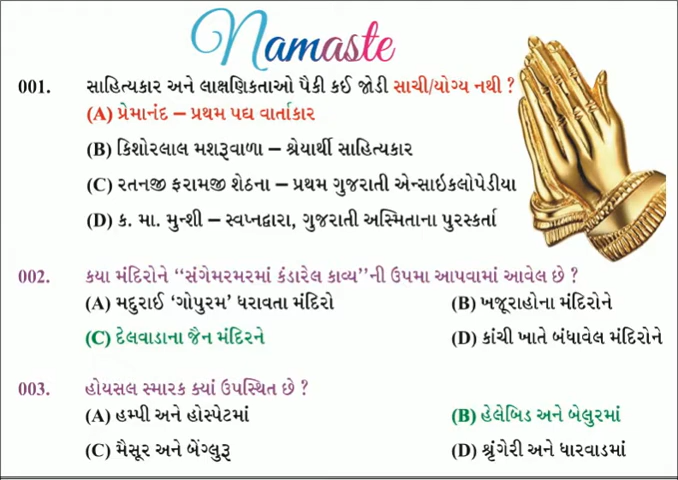 Namaste
001. સાહિત્યકાર અને લાક્ષણિકતાઓ પૈકી કઈ જોડી સાચી/યોગ્ય નથી ?
(A) પ્રેમાનંદ – પ્રથમ પદ્ય વાર્તાકાર
(B) કિશોરલાલ મશરૂવાળા – શ્રેયાર્થી સાહિત્યકાર
(C) રતનજી ફરામજી શેઠના – પ્રથમ ગુજરાતી એન્સાઇકલોપેડીયા
(D) ક. મા. મુન્શી – સ્વપ્નદ્વારા, ગુજરાતી અસ્મિતાના પુરસ્કર્તા
002. કયા મંદિરોને “સંગેમરમરમાં કંડારેલ કાવ્ય”ની ઉપમા આપવામાં આવેલ છે ?
(A) મદુરાઈ ‘ગોપુરમ’ ધરાવતા મંદિરો (B) ખજૂરાહોના મંદિરોને
(C) દેલવાડાના જૈન મંદિરને (D) કાંચી ખાતે બંધાવેલ મંદિરોને
003. હોયસલ સ્મારક ક્યાં ઉપસ્થિત છે ?
(A) હમ્પી અને હોસ્પેટમાં (B) હેલેબિડ અને બેલુરમાં
(C) મૈસૂર અને બેંગ્લુરૂ (D) શ્રૃંગેરી અને ધારવાડમાં